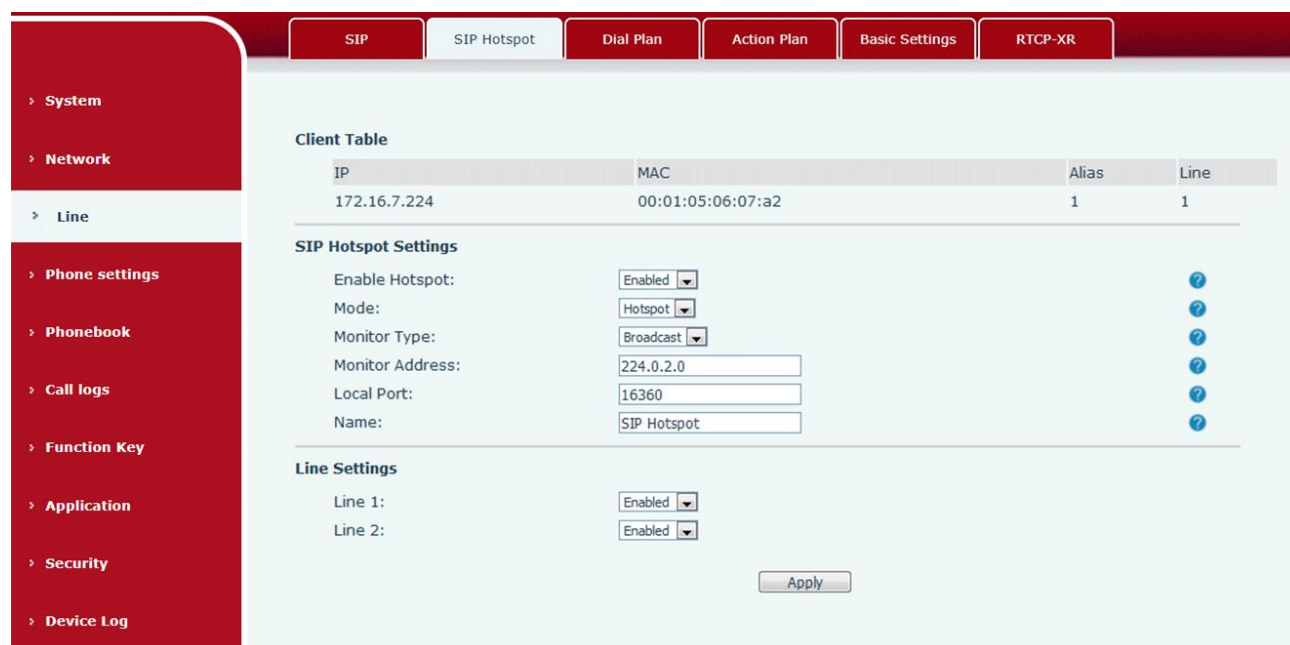 SIP SIP Hotspot Dial Plan Action Plan Basic Settings RTCP-XR
System
Network
Line
Phone settings
Phonebook
Call logs
Function Key
Application
Security
Device Log
Client Table
IP MAC Alias Line
172.16.7.224 00:01:05:06:07:a2 1 1
SIP Hotspot Settings
Enable Hotspot: Enabled ?
Mode: Hotspot ?
Monitor Type: Broadcast ?
Monitor Address: 224.0.2.0 ?
Local Port: 16360 ?
Name: SIP Hotspot ?
Line Settings
Line 1: Enabled
Line 2: Enabled
Apply